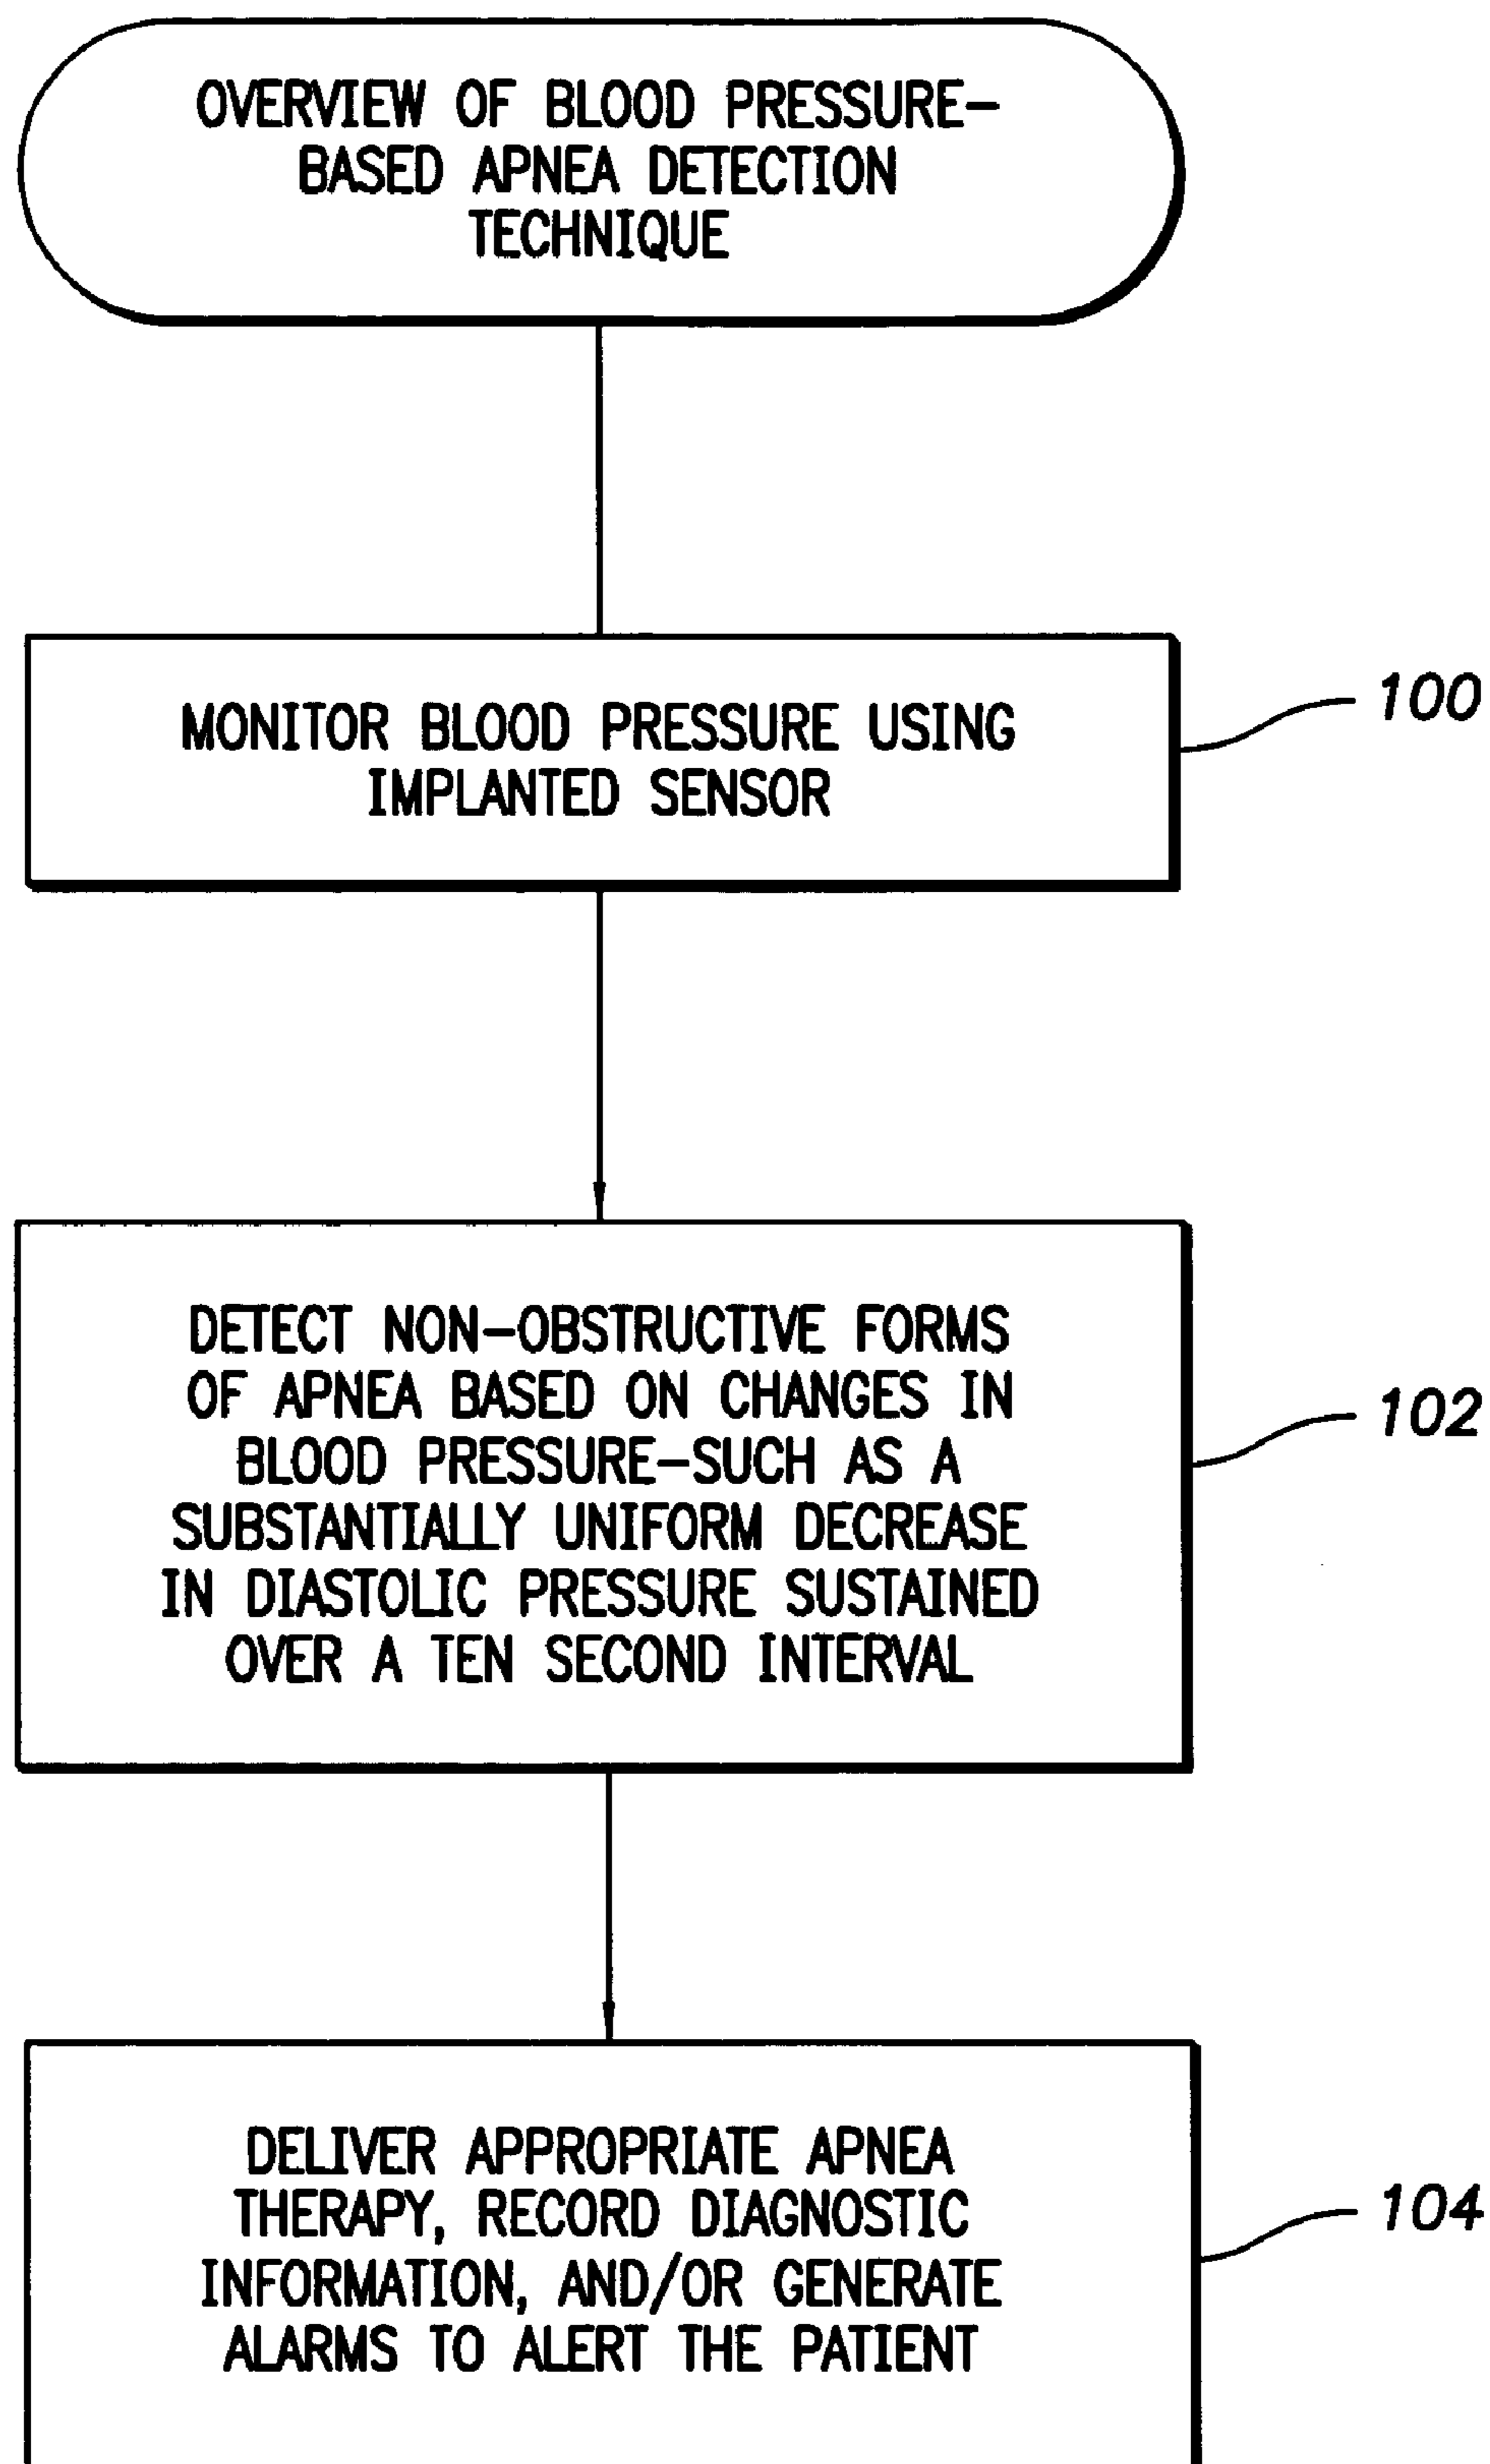 OVERVIEW OF BLOOD PRESSURE-
BASED APNEA DETECTION
TECHNIQUE
MONITOR BLOOD PRESSURE USING
IMPLANTED SENSOR
100
DETECT NON-OBSTRUCTIVE FORMS
OF APNEA BASED ON CHANGES IN
BLOOD PRESSURE-SUCH AS A
SUBSTANTIALLY UNIFORM DECREASE
IN DIASTOLIC PRESSURE SUSTAINED
OVER A TEN SECOND INTERVAL
102
DELIVER APPROPRIATE APNEA
THERAPY, RECORD DIAGNOSTIC
INFORMATION, AND/OR GENERATE
ALARMS TO ALERT THE PATIENT
104